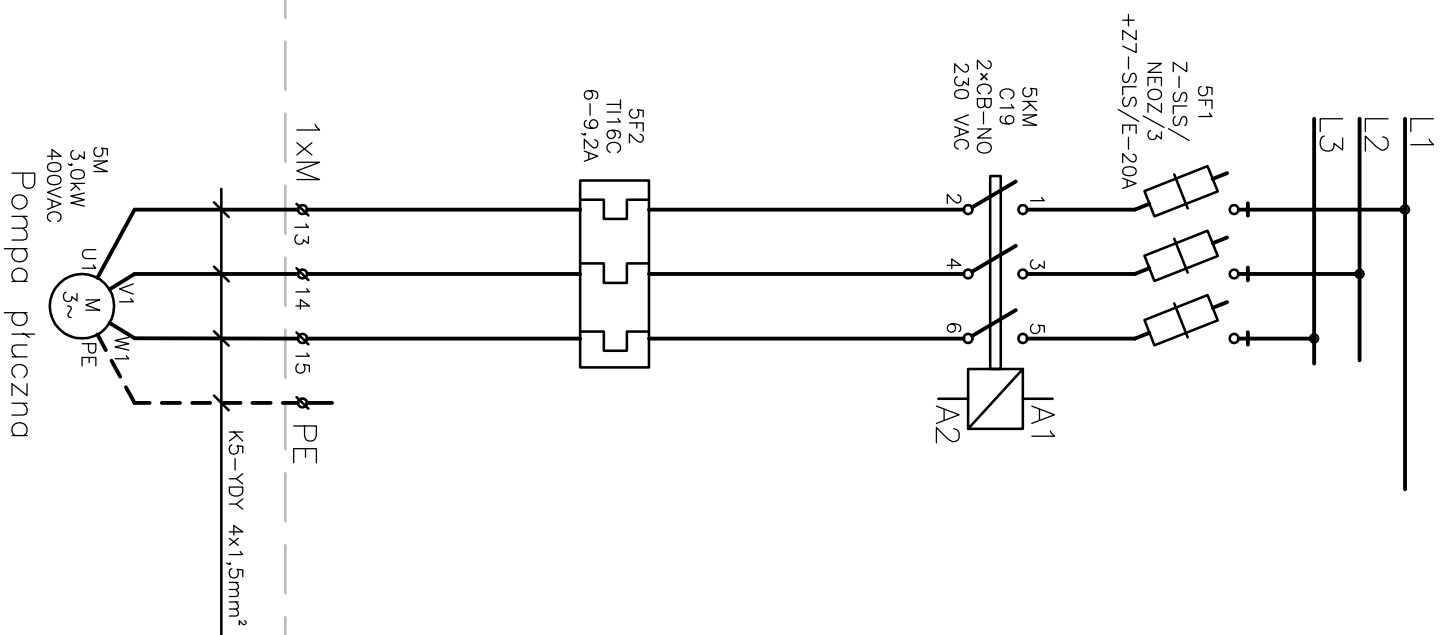 L1
L2
L3
5F1
Z-SLS/
NEOZ/3
+Z7-SLS/E-20A
5KM
C19
2×CB-NO
230 VAC
1
3
5
2
4
6
A1
A2
5F2
TI16C
6-9,2A
1xM
13
14
15
PE
K5-YDY 4x1,5mm²
5M
3,0kW
400VAC
U1
V1
W1
PE
M
3~
Pompa płuczna